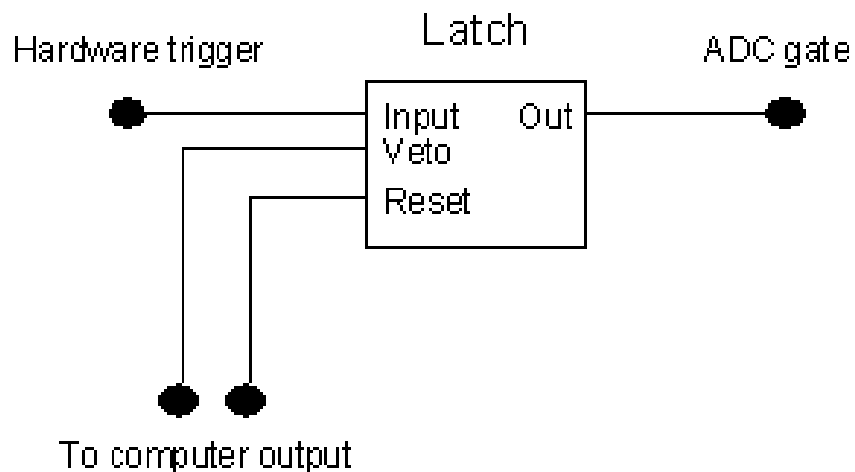 Latch
Hardware trigger
ADC gate
Input
Out
Veto
Reset
To computer output